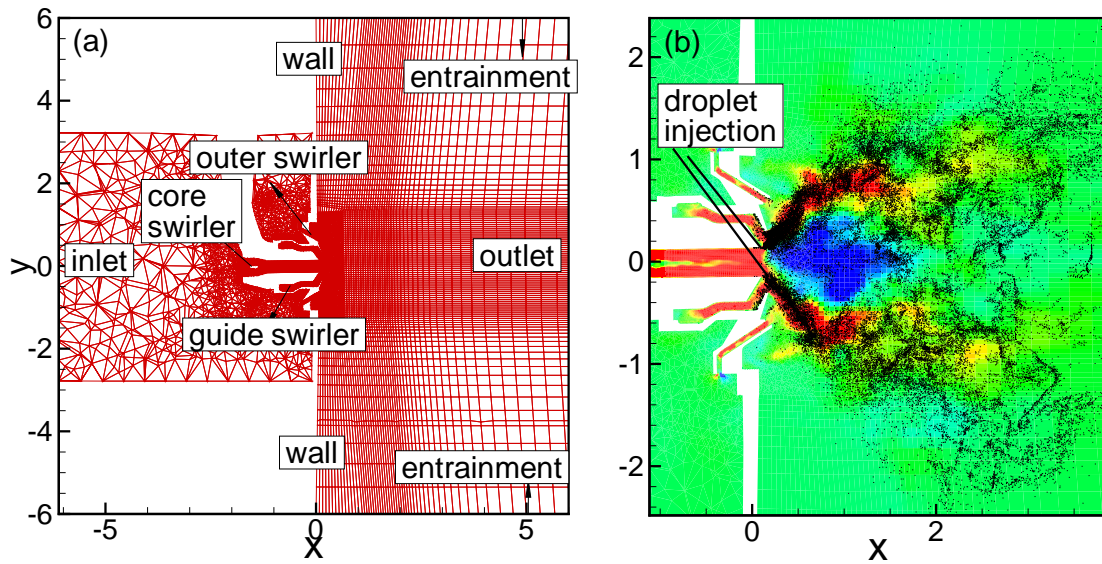 (a)
wall
entrainment
outer swirler
core
swirler
inlet
outlet
guide swirler
wall
entrainment
y
6
4
2
0
-2
-4
-6
-5
0
5
x
(b)
droplet
injection
2
1
0
-1
-2
0
2
x